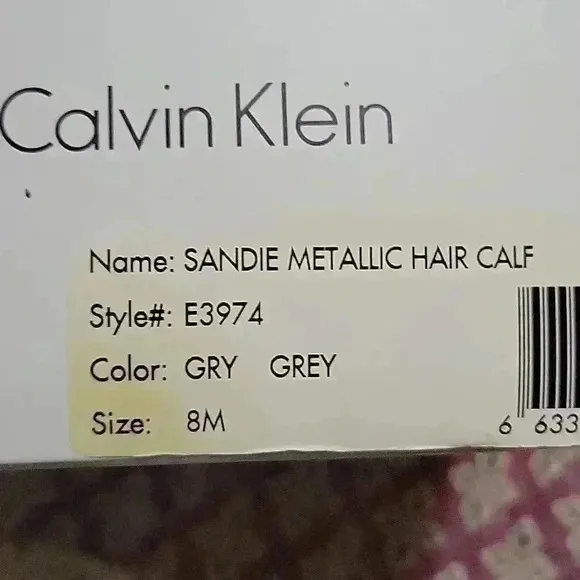 Calvin Klein
Name: SANDIE METALLIC HAIR CALF
Style#: E3974
Color: GRY GREY
Size: 8M
6 633